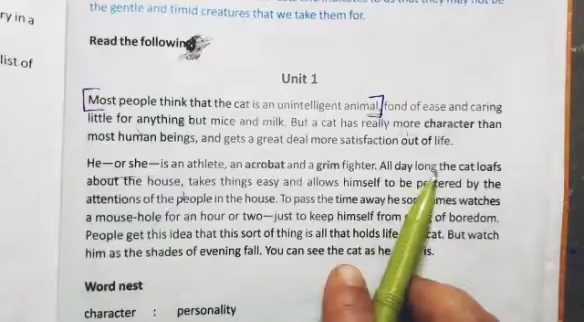 ry in a
the gentle and timid creatures that we take them for.
Read the following
list of
Unit 1
Most people think that the cat is an unintelligent animal, fond of ease and caring
little for anything but mice and milk. But a cat has really more character than
most human beings, and gets a great deal more satisfaction out of life.
He—or she—is an athlete, an acrobat and a grim fighter. All day long the cat loafs
about the house, takes things easy and allows himself to be by the
attentions of the people in the house. To pass the time away he watches
a mouse-hole for an hour or two—just to keep himself from of boredom.
People get this idea that this sort of thing is all that holds cat. But watch
him as the shades of evening fall. You can see the cat as he is.
Word nest
character : personality